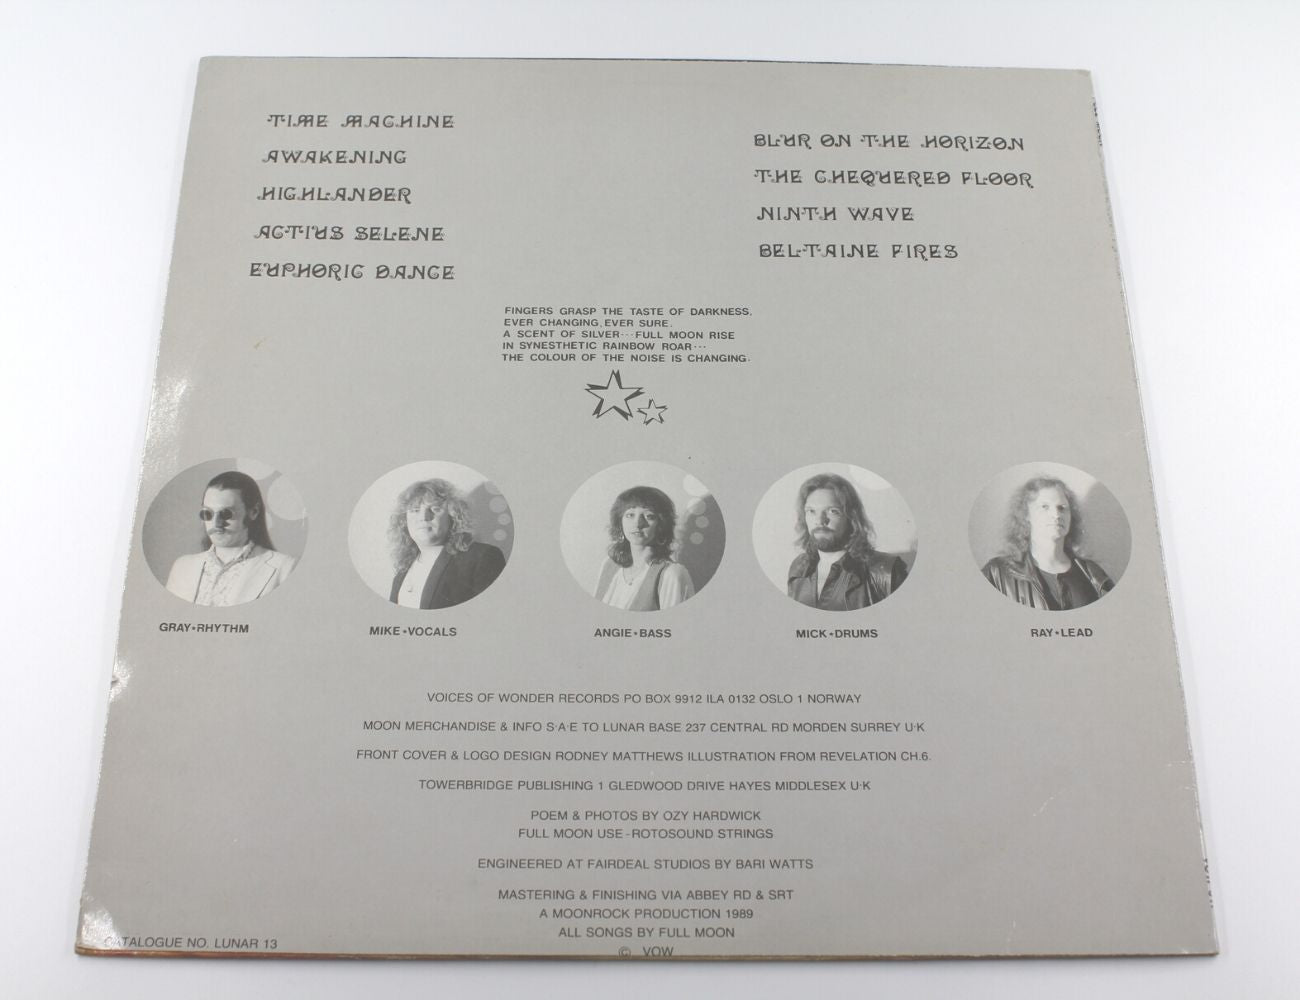 TIME MACHINE
AWAKENING
HIGHLANDER
ACTIUS SELENE
EUPHORIC DANCE
BLUR ON THE HORIZON
THE CHEQUERED FLOOR
NINTH WAVE
BELTAINE FIRES
FINGERS GRASP THE TASTE OF DARKNESS,
EVER CHANGING, EVER SURE.
A SCENT OF SILVER···FULL MOON RISE
IN SYNESTHETIC RAINBOW ROAR···
THE COLOUR OF THE NOISE IS CHANGING.
GRAY•RHYTHM
MIKE•VOCALS
ANGIE•BASS
MICK•DRUMS
RAY•LEAD
VOICES OF WONDER RECORDS PO BOX 9912 ILA 0132 OSLO 1 NORWAY
MOON MERCHANDISE & INFO S·A·E TO LUNAR BASE 237 CENTRAL RD MORDEN SURREY U·K
FRONT COVER & LOGO DESIGN RODNEY MATTHEWS ILLUSTRATION FROM REVELATION CH.6.
TOWERBRIDGE PUBLISHING 1 GLEDWOOD DRIVE HAYES MIDDLESEX U·K
POEM & PHOTOS BY OZY HARDWICK
FULL MOON USE-ROTOSOUND STRINGS
ENGINEERED AT FAIRDEAL STUDIOS BY BARI WATTS
MASTERING & FINISHING VIA ABBEY RD & SRT
A MOONROCK PRODUCTION 1989
ALL SONGS BY FULL MOON
© VOW
CATALOGUE NO. LUNAR 13